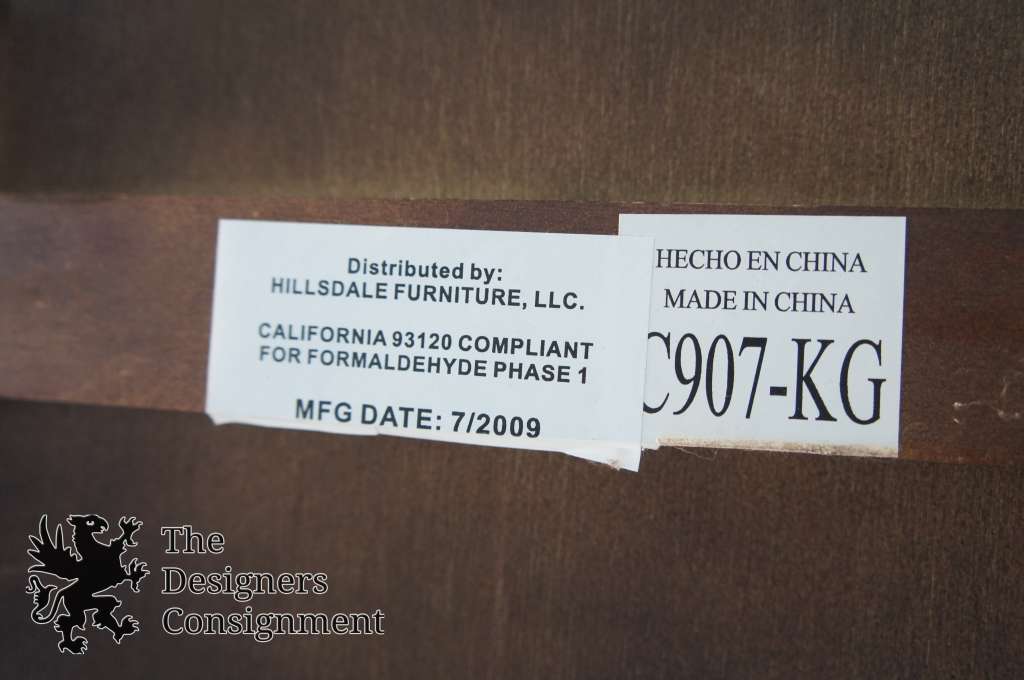 Distributed by:
HILLSDALE FURNITURE, LLC.
CALIFORNIA 93120 COMPLIANT
FOR FORMALDEHYDE PHASE 1
MFG DATE: 7/2009
HECHO EN CHINA
MADE IN CHINA
C907-KG
The
Designers
Consignment